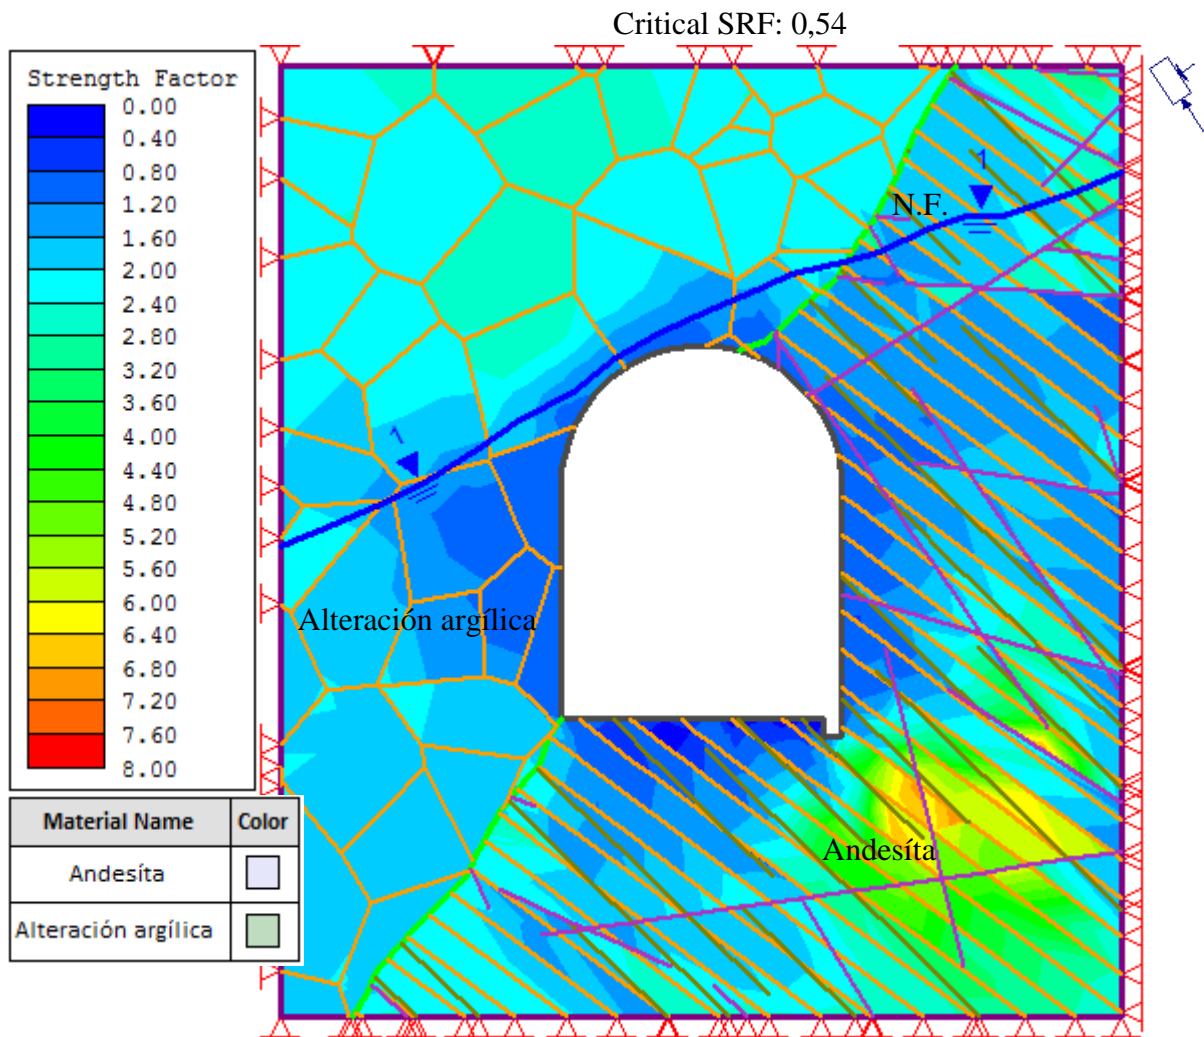 Critical SRF: 0,54
Strength Factor
0.00
0.40
0.80
1.20
1.60
2.00
2.40
2.80
3.20
3.60
4.00
4.40
4.80
5.20
5.60
6.00
6.40
6.80
7.20
7.60
8.00
1
N.F.
1
Alteración argílica
Andesíta
Material Name Color
Andesíta
Alteración argílica